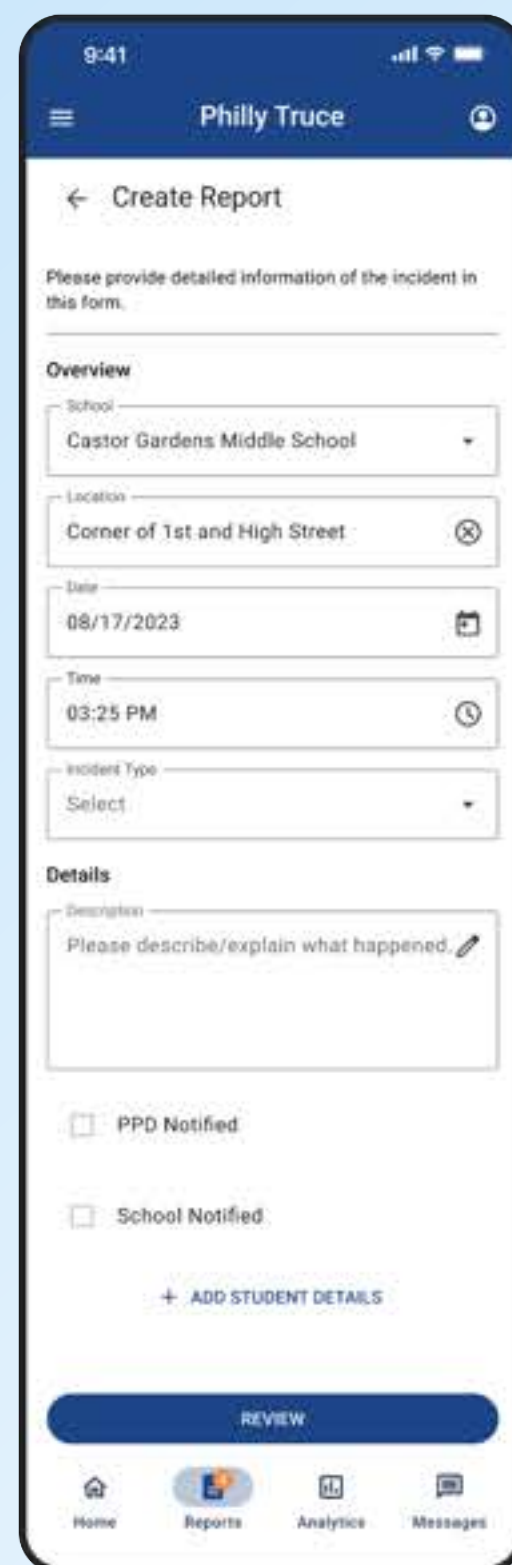 9:41
Philly Truce
Create Report
Please provide detailed information of the incident in
this form.
Overview
School
Castor Gardens Middle School
Location
Corner of 1st and High Street
Date
08/17/2023
Time
03:25 PM
Incident Type
Select
Details
Description
Please describe/explain what happened.
PPD Notified
School Notified
+ ADD STUDENT DETAILS
REVIEW
Home Reports Analytics Messages